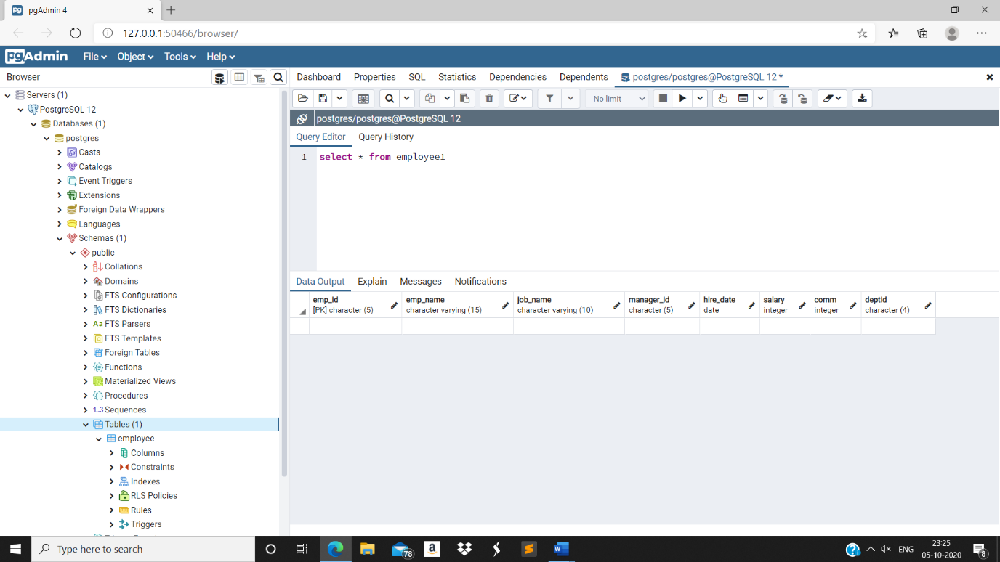 pgAdmin 4
127.0.0.1:50466/browser/
pgAdmin File Object Tools Help
Browser
Dashboard Properties SQL Statistics Dependencies Dependents postgres/postgres@PostgreSQL 12 *
Servers (1)
PostgreSQL 12
Databases (1)
postgres
Casts
Catalogs
Event Triggers
Extensions
Foreign Data Wrappers
Languages
Schemas (1)
public
Collations
Domains
FTS Configurations
FTS Dictionaries
Aa FTS Parsers
FTS Templates
Foreign Tables
Functions
Materialized Views
Procedures
1..3 Sequences
Tables (1)
employee
Columns
Constraints
Indexes
RLS Policies
Rules
Triggers
No limit
postgres/postgres@PostgreSQL 12
Query Editor Query History
1 select * from employee1
Data Output Explain Messages Notifications
emp_id emp_name job_name manager_id hire_date salary comm deptid
[PK] character (5) character varying (15) character varying (10) character (5) date integer integer character (4)
Type here to search
78
a
W
ENG
23:25
05-10-2020
8